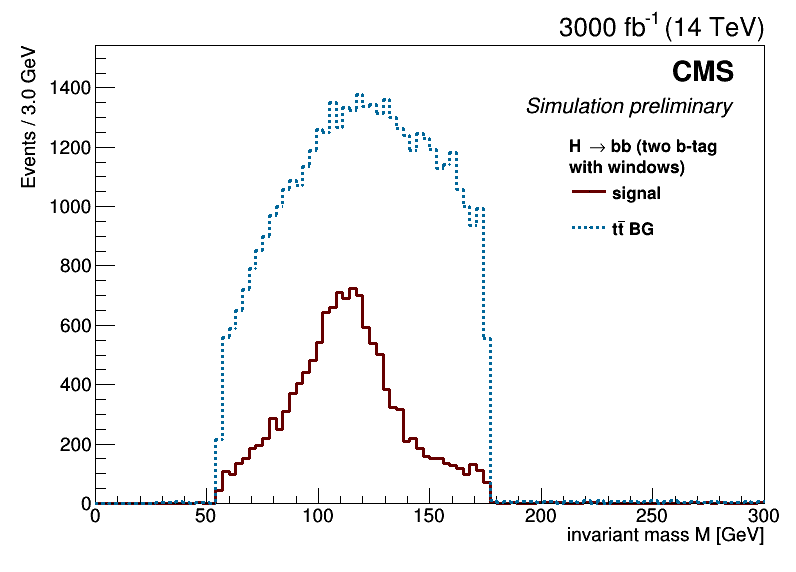 3000 fb⁻¹ (14 TeV)
Events / 3.0 GeV
CMS
Simulation preliminary
H → bb (two b-tag
with windows)
signal
tt̄ BG
1400
1200
1000
800
600
400
200
0
0 50 100 150 200 250 300
invariant mass M [GeV]